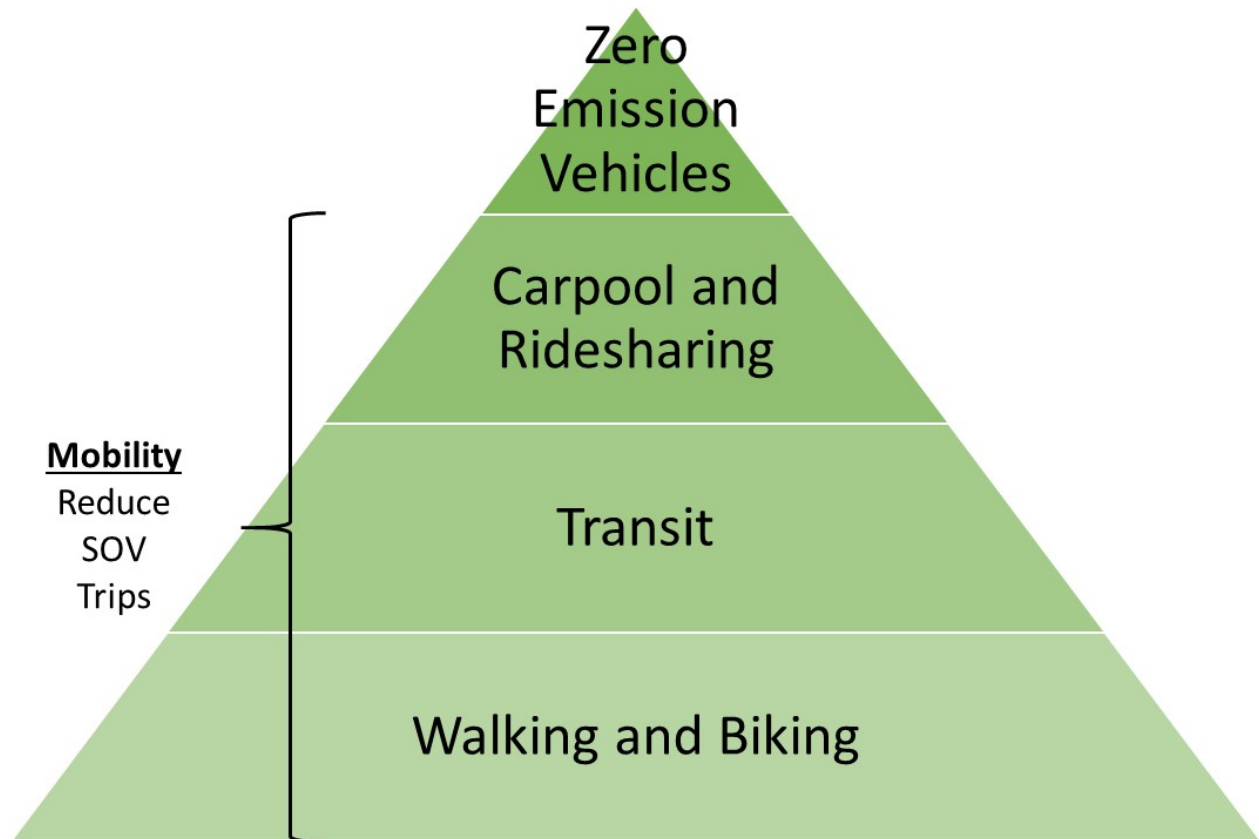 Zero
Emission
Vehicles
Carpool and
Ridesharing
Mobility
Reduce
SOV
Trips
Transit
Walking and Biking